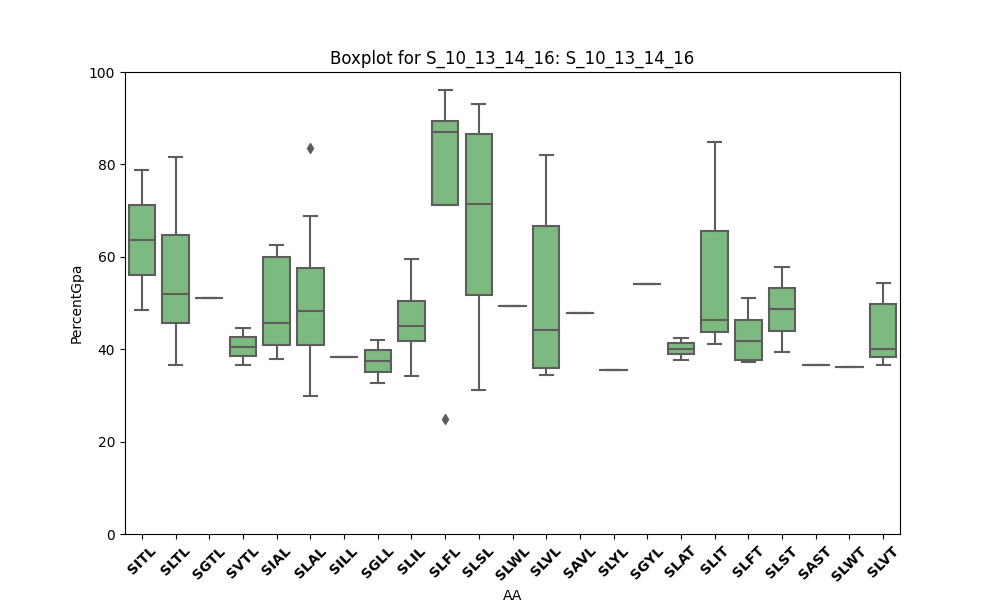 Boxplot for S_10_13_14_16: S_10_13_14_16
100
80
60
40
20
0
PercentGpa
SITL SLTL SGTL SVTL SIAL SLAL SILL SGLL SLIL SLFL SLSL SLWL SLVL SAVL SLYL SGYL SLAT SLIT SLFT SLST SAST SLWT SLVT
AA